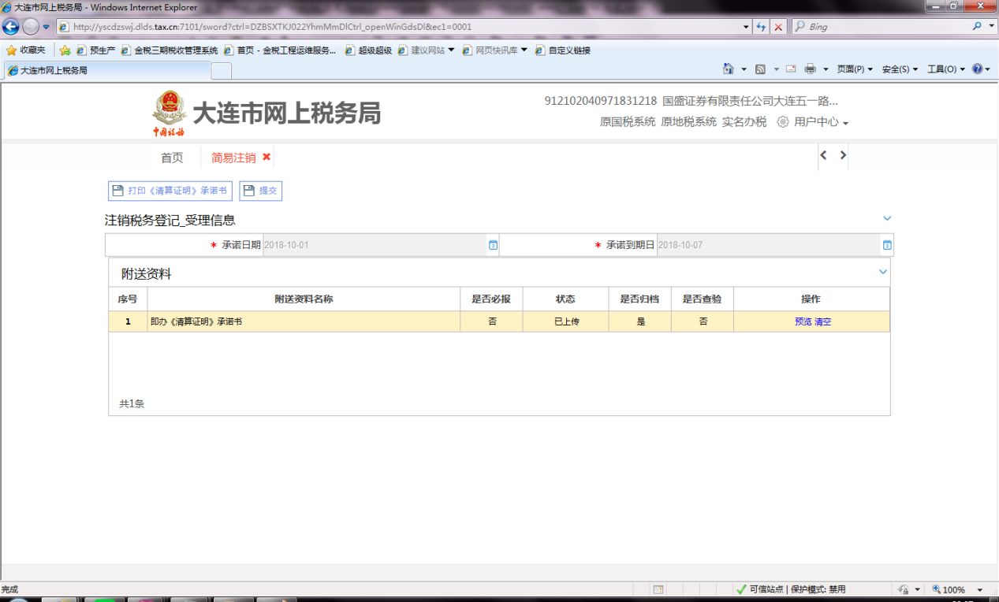 大连市网上税务局 - Windows Internet Explorer
http://yscdzswj.dlds.tax.cn:7101/sword?ctrl=DZBSXTKJ022YhmMmDlCtrl_openWinGdsDl&ec1=0001
Bing
收藏夹 预生产 金税三期税收管理系统 首页 - 金税工程运维服务... 超级超级 建议网站 网页快讯库 自定义链接
大连市网上税务局
页面(P) 安全(S) 工具(O)
大连市网上税务局
中国税务
912102040971831218 国盛证券有限责任公司大连五一路...
原国税系统 原地税系统 实名办税 用户中心
首页 简易注销
打印《清算证明》承诺书 提交
注销税务登记_受理信息
* 承诺日期 2018-10-01 * 承诺到期日 2018-10-07
附送资料
序号 附送资料名称 是否必报 状态 是否归档 是否查验 操作
1 即办《清算证明》承诺书 否 已上传 是 否 预览 清空
共1条
完成 可信站点 | 保护模式: 禁用 100%